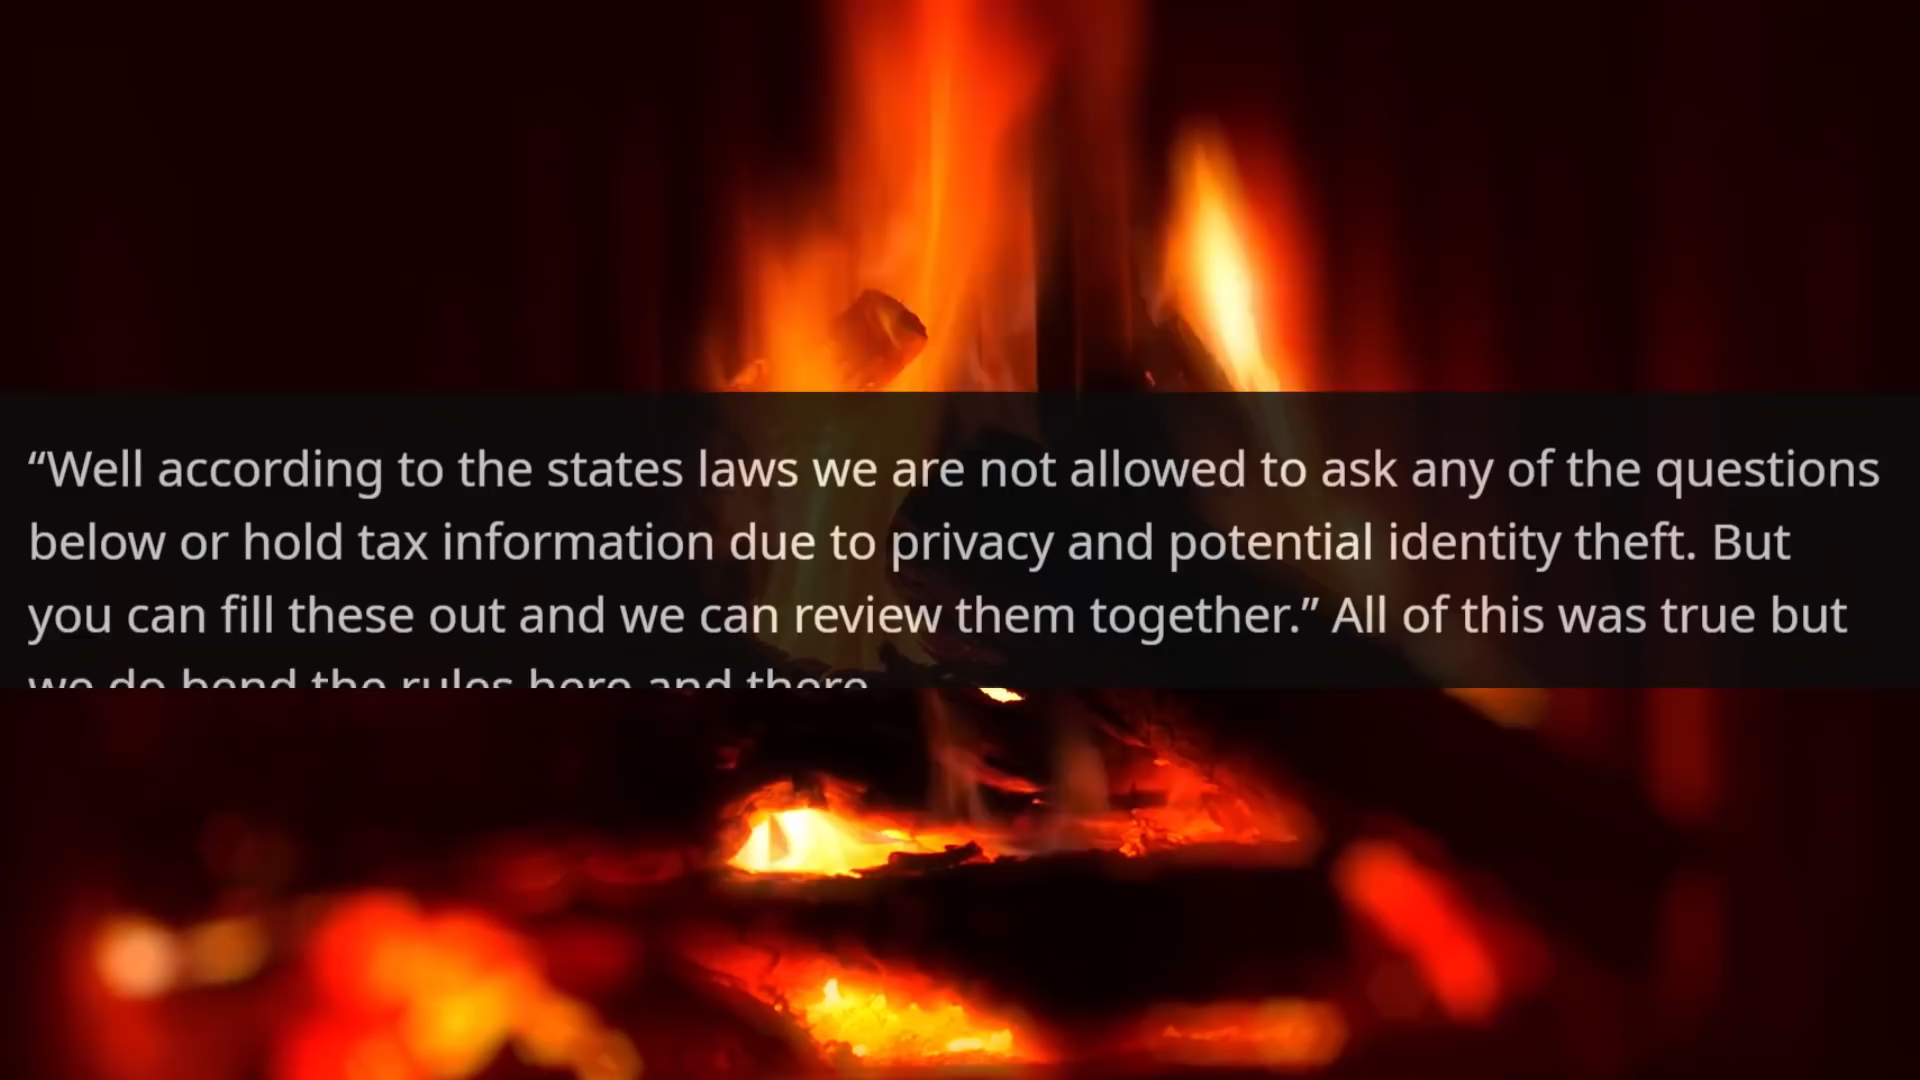 “Well according to the states laws we are not allowed to ask any of the questions
below or hold tax information due to privacy and potential identity theft. But
you can fill these out and we can review them together.” All of this was true but
we do bend the rules here and there